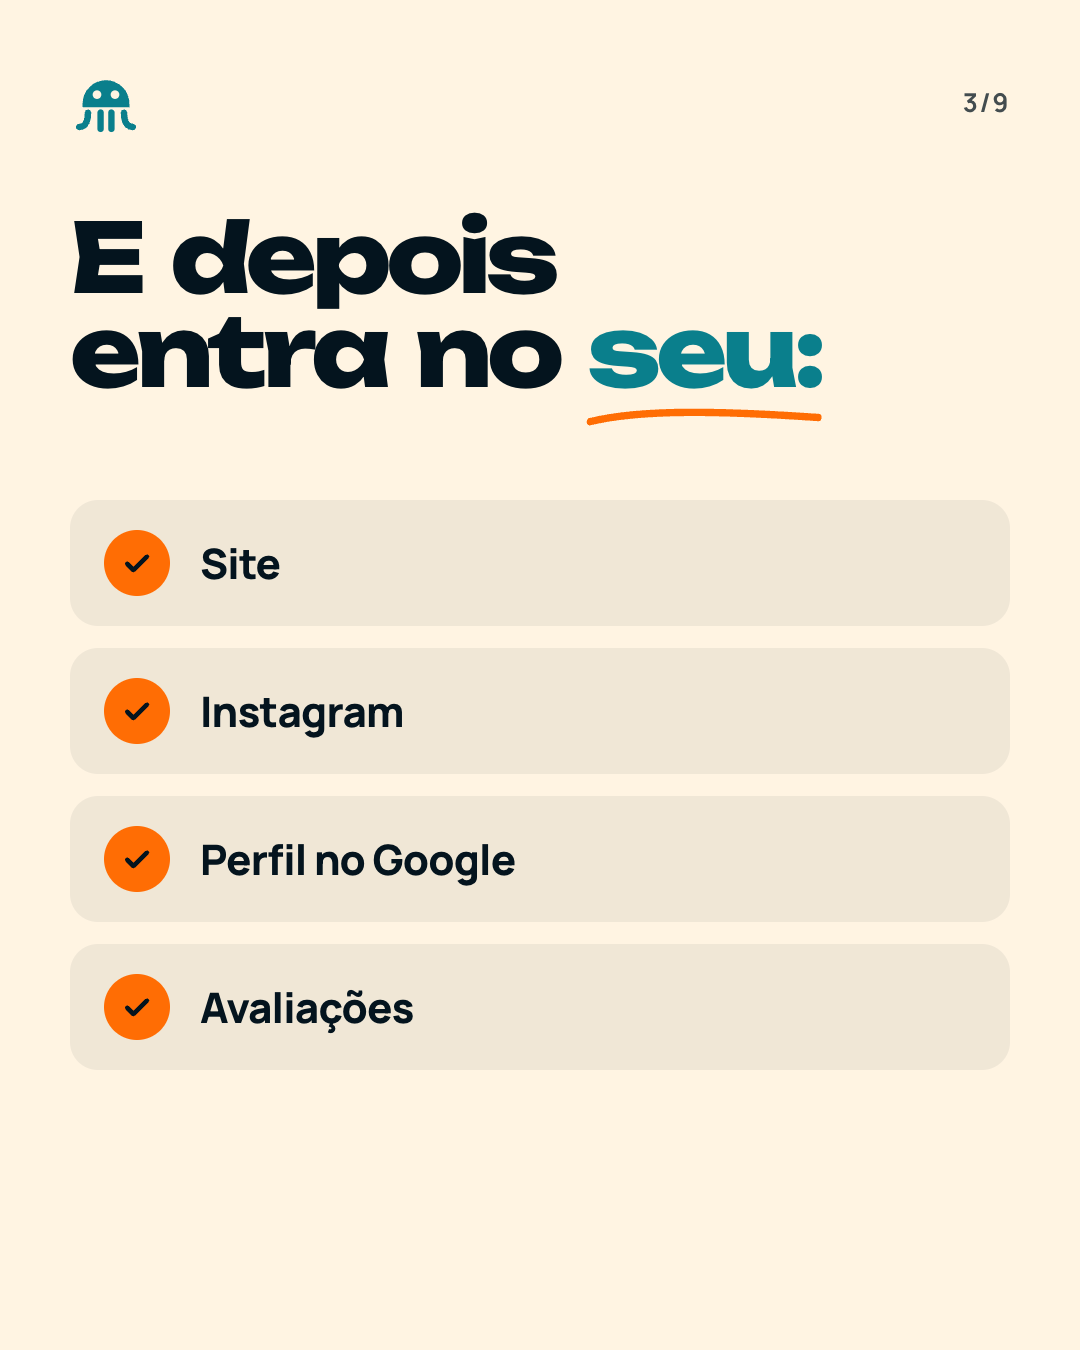 3/9
E depois
entra no seu:
Site
Instagram
Perfil no Google
Avaliações